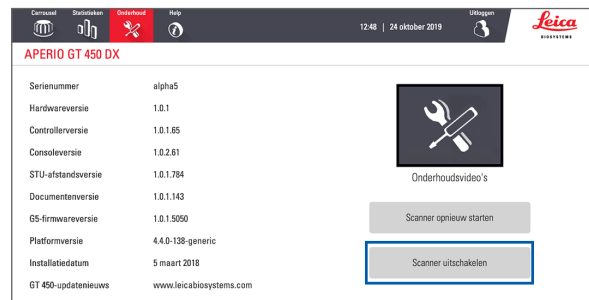 Carrousel Statistieken Onderhoud Help Uitloggen
12:48 | 24 oktober 2019
Leica
BIOSYSTEMS
APERIO GT 450 DX
Serienummer alpha5
Hardwareversie 1.0.1
Controllerversie 1.0.1.65
Consoleversie 1.0.2.61
STU-afstandsversie 1.0.1.784
Documentenversie 1.0.1.143
G5-firmwareversie 1.0.1.5050
Platformversie 4.4.0-138-generic
Installatiedatum 5 maart 2018
GT 450-updatenieuws www.leicabiosystems.com
Onderhoudsvideo's
Scanner opnieuw starten
Scanner uitschakelen